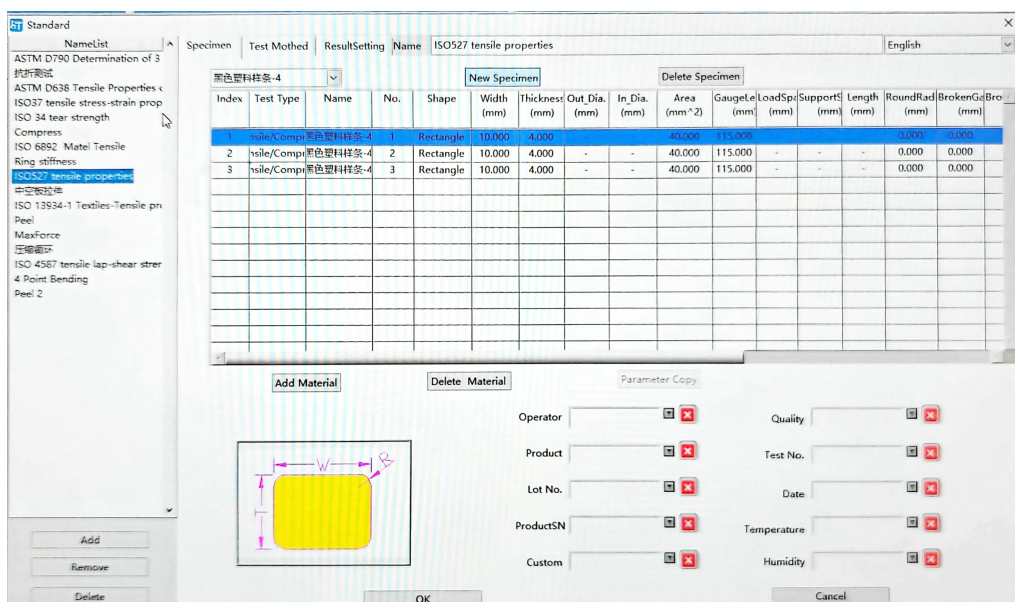 ST Standard
NameList
ASTM D790 Determination of 3
抗折测试
ASTM D638 Tensile Properties
ISO37 tensile stress-strain prop
ISO 34 tear strength
Compress
ISO 6892 Matel Tensile
Ring stiffness
ISO527 tensile properties
中空板拉伸
ISO 13934-1 Textiles-Tensile pro
Peel
MaxForce
压缩循环
ISO 4587 tensile lap-shear strer
4 Point Bending
Peel 2
Add
Remove
Delete
Specimen Test Mothed ResultSetting Name ISO527 tensile properties English
黑色塑料样条-4 New Specimen Delete Specimen
Index Test Type Name No. Shape Width Thickness Out_Dia. In_Dia. Area GaugeLe LoadSpa SupportS Length RoundRad BrokenGa Bro
(mm) (mm) (mm) (mm) (mm^2) (mm) (mm) (mm) (mm) (mm) (mm)
1 nsile/Compr 黑色塑料样条-4 1 Rectangle 10.000 4.000 40.000 115.000 0.000 0.000
2 nsile/Compr 黑色塑料样条-4 2 Rectangle 10.000 4.000 - - 40.000 115.000 - - - 0.000 0.000
3 nsile/Compr 黑色塑料样条-4 3 Rectangle 10.000 4.000 - - 40.000 115.000 - - - 0.000 0.000
Add Material Delete Material Parameter Copy
Operator Quality
Product Test No.
Lot No. Date
ProductSN Temperature
Custom Humidity
W R
T
OK Cancel